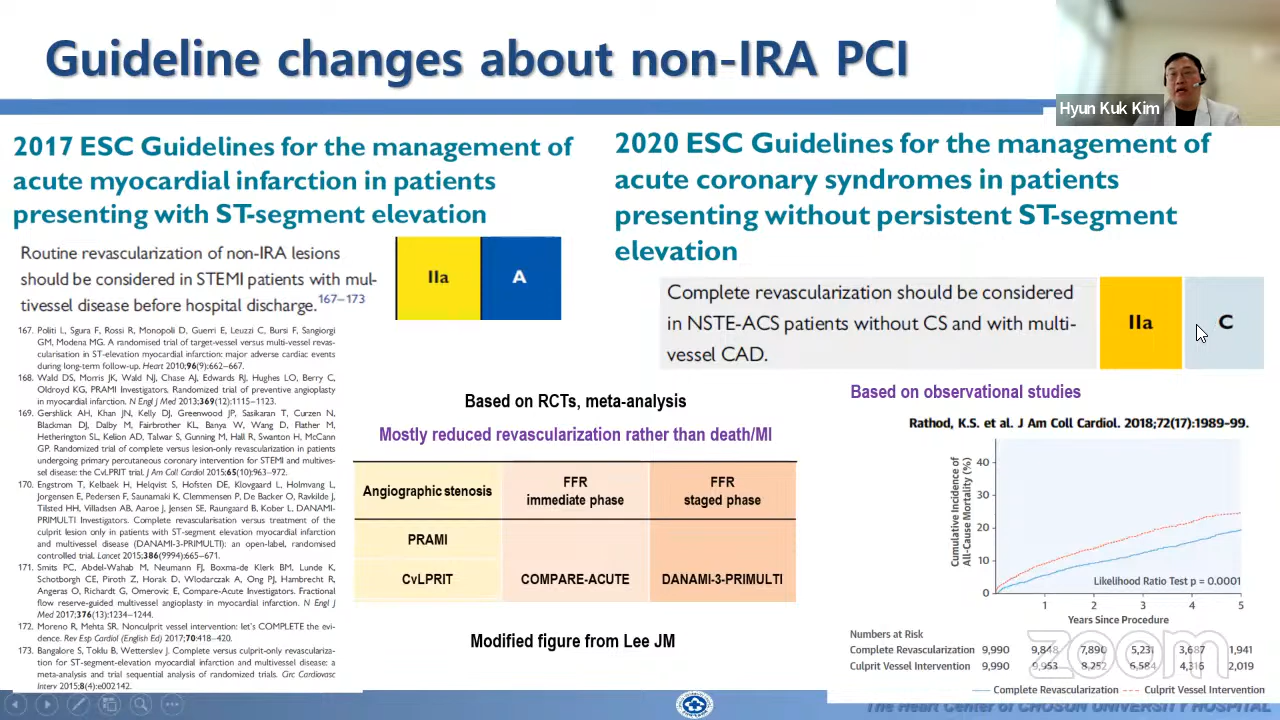 Guideline changes about non-IRA PCI
Hyun Kuk Kim
2017 ESC Guidelines for the management of
acute myocardial infarction in patients
presenting with ST-segment elevation
Routine revascularization of non-IRA lesions
should be considered in STEMI patients with mul-
tivessel disease before hospital discharge.167–173
IIa
A
167. Politi L, Sgura F, Rossi R, Monopoli D, Guerri E, Leuzzi C, Bursi F, Sangiorgi
GM, Modena MG. A randomised trial of target-vessel versus multi-vessel revas-
cularisation in ST-elevation myocardial infarction: major adverse cardiac events
during long-term follow-up. Heart 2010;96(9):662–667.
168. Wald DS, Morris JK, Wald NJ, Chase AJ, Edwards RJ, Hughes LO, Berry C,
Oldroyd KG, PRAMI Investigators. Randomized trial of preventive angioplasty
in myocardial infarction. N Engl J Med 2013;369(12):1115–1123.
169. Gershlick AH, Khan JN, Kelly DJ, Greenwood JP, Sasikaran T, Curzen N,
Blackman DJ, Dalby M, Fairbrother KL, Banya W, Wang D, Flather M,
Hetherington SL, Kelion AD, Talwar S, Gunning M, Hall R, Swanton H, McCann
GP. Randomized trial of complete versus lesion-only revascularization in patients
undergoing primary percutaneous coronary intervention for STEMI and multives-
sel disease: the CvLPRIT trial. J Am Coll Cardiol 2015;65(10):963–972.
170. Engstrom T, Kelbaek H, Helqvist S, Hofsten DE, Klovgaard L, Holmvang L,
Jorgensen E, Pedersen F, Saunamaki K, Clemmensen P, De Backer O, Ravkilde J,
Tilsted HH, Villadsen AB, Aaroe J, Jensen SE, Raungaard B, Kober L, DANAMI-
PRIMULTI Investigators. Complete revascularisation versus treatment of the
culprit lesion only in patients with ST-segment elevation myocardial infarction
and multivessel disease (DANAMI-3-PRIMULTI): an open-label, randomised
controlled trial. Lancet 2015;386(9994):665–671.
171. Smits PC, Abdel-Wahab M, Neumann FJ, Boxma-de Klerk BM, Lunde K,
Schotborgh CE, Piroth Z, Horak D, Wlodarczak A, Ong PJ, Hambrecht R,
Angeras O, Richardt G, Omerovic E, Compare-Acute Investigators. Fractional
flow reserve-guided multivessel angioplasty in myocardial infarction. N Engl J
Med 2017;376(13):1234–1244.
172. Moreno R, Mehta SR. Nonculprit vessel intervention: let's COMPLETE the evi-
dence. Rev Esp Cardiol (English Ed) 2017;70:418–420.
173. Bangalore S, Toklu B, Wetterslev J. Complete versus culprit-only revasculariza-
tion for ST-segment-elevation myocardial infarction and multivessel disease: a
meta-analysis and trial sequential analysis of randomized trials. Circ Cardiovasc
Interv 2015;8(4):e002142.
Based on RCTs, meta-analysis
Mostly reduced revascularization rather than death/MI
Angiographic stenosis
FFR
immediate phase
FFR
staged phase
PRAMI
CvLPRIT
COMPARE-ACUTE
DANAMI-3-PRIMULTI
Modified figure from Lee JM
2020 ESC Guidelines for the management of
acute coronary syndromes in patients
presenting without persistent ST-segment
elevation
Complete revascularization should be considered
in NSTE-ACS patients without CS and with multi-
vessel CAD.
IIa
C
Based on observational studies
Rathod, K.S. et al. J Am Coll Cardiol. 2018;72(17):1989–99.
Cumulative Incidence of
All-Cause Mortality (%)
40
30
20
10
0
Likelihood Ratio Test p = 0.0001
1 2 3 4 5
Years Since Procedure
Numbers at Risk
Complete Revascularization 9,990 9,848 7,890 5,231 3,687 1,941
Culprit Vessel Intervention 9,990 9,953 8,252 6,584 4,316 2,019
Complete Revascularization Culprit Vessel Intervention
zoom
The Heart Center of CHOSUN UNIVERSITY HOSPITAL